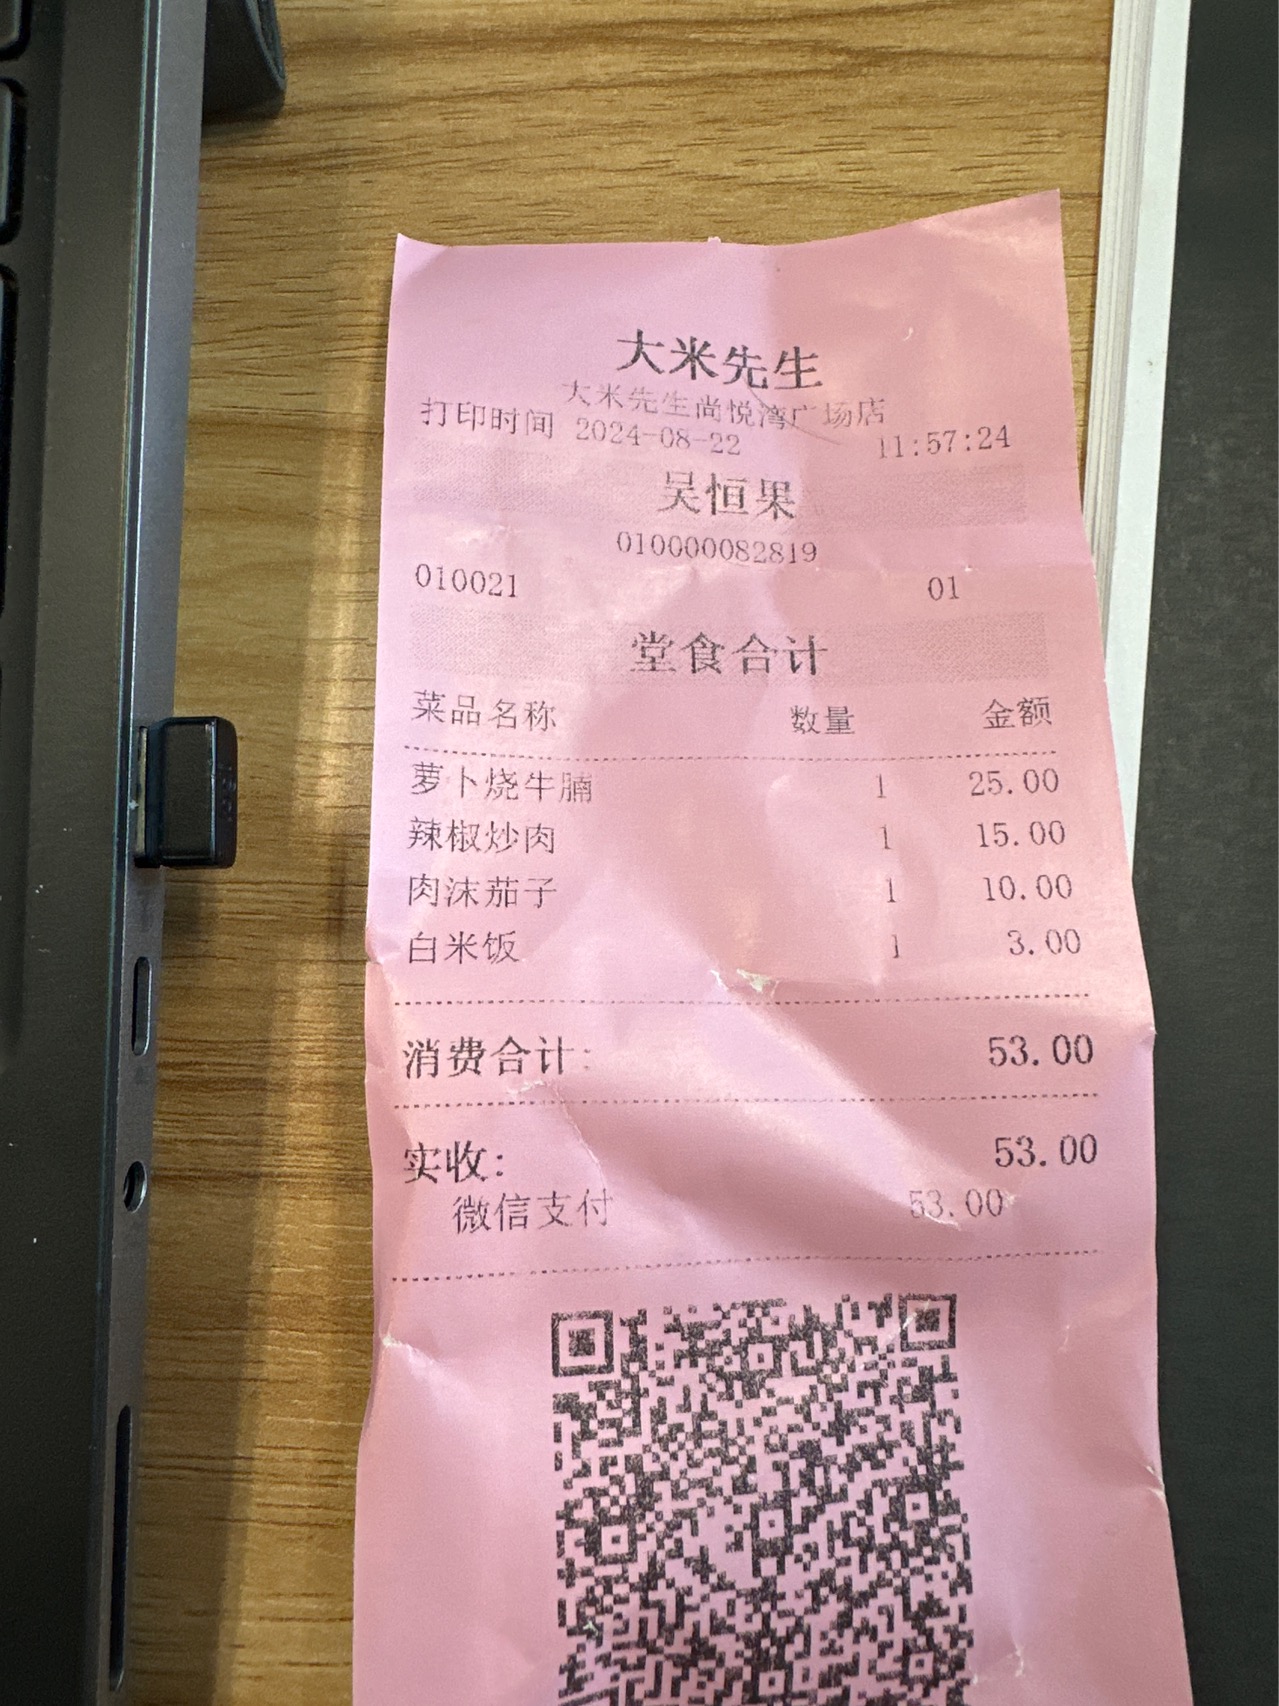 大米先生
大米先生尚悦湾广场店
打印时间 2024-08-22 11:57:24
吴恒果
010000082819
010021 01
堂食合计
菜品名称 数量 金额
萝卜烧牛腩 1 25.00
辣椒炒肉 1 15.00
肉沫茄子 1 10.00
白米饭 1 3.00
消费合计: 53.00
实收: 53.00
微信支付 53.00